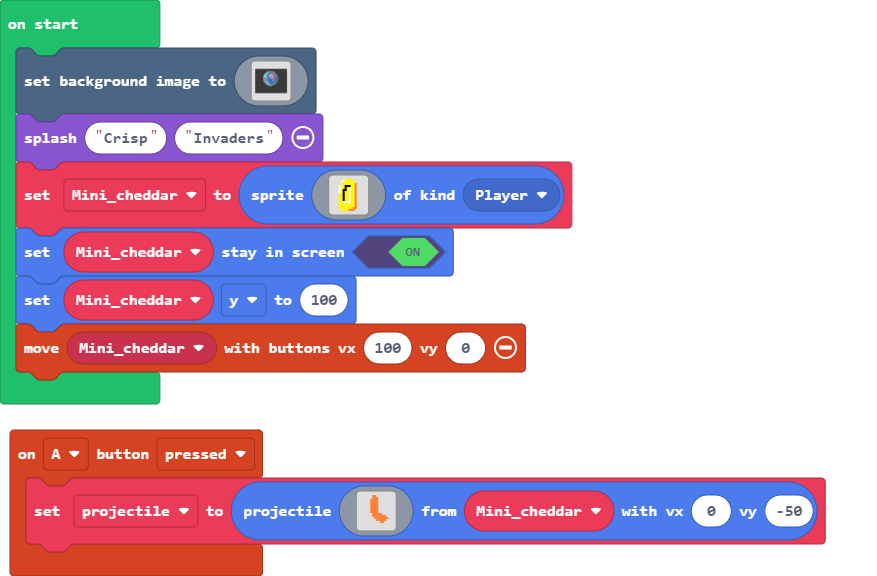 on start
set background image to
splash "Crisp" "Invaders"
set Mini_cheddar to sprite of kind Player
set Mini_cheddar stay in screen ON
set Mini_cheddar y to 100
move Mini_cheddar with buttons vx 100 vy 0
on A button pressed
set projectile to projectile from Mini_cheddar with vx 0 vy -50